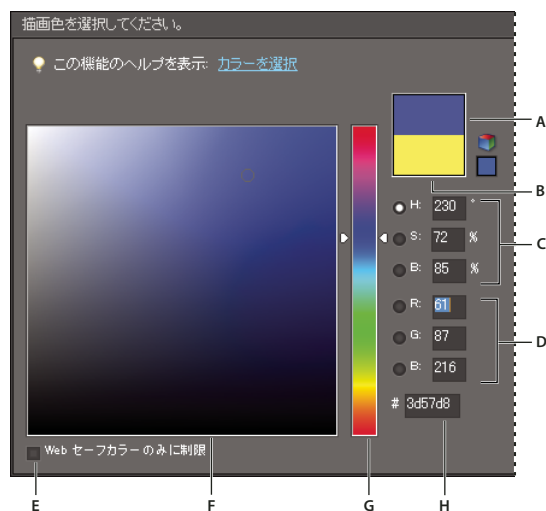 描画色を選択してください。
この機能のヘルプを表示: カラーを選択
A
B
H: 230 °
S: 72 %
B: 85 %
C
R: 61
G: 87
B: 216
D
# 3d57d8
Web セーフカラーのみに制限
E
F
G
H